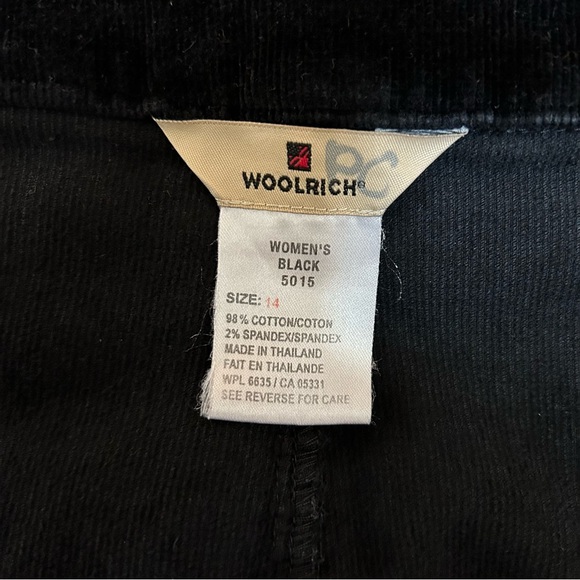 PC
WOOLRICH®
WOMEN'S
BLACK
5015
SIZE: 14
98% COTTON/COTON
2% SPANDEX/SPANDEX
MADE IN THAILAND
FAIT EN THAILANDE
WPL 6635 / CA 05331
SEE REVERSE FOR CARE